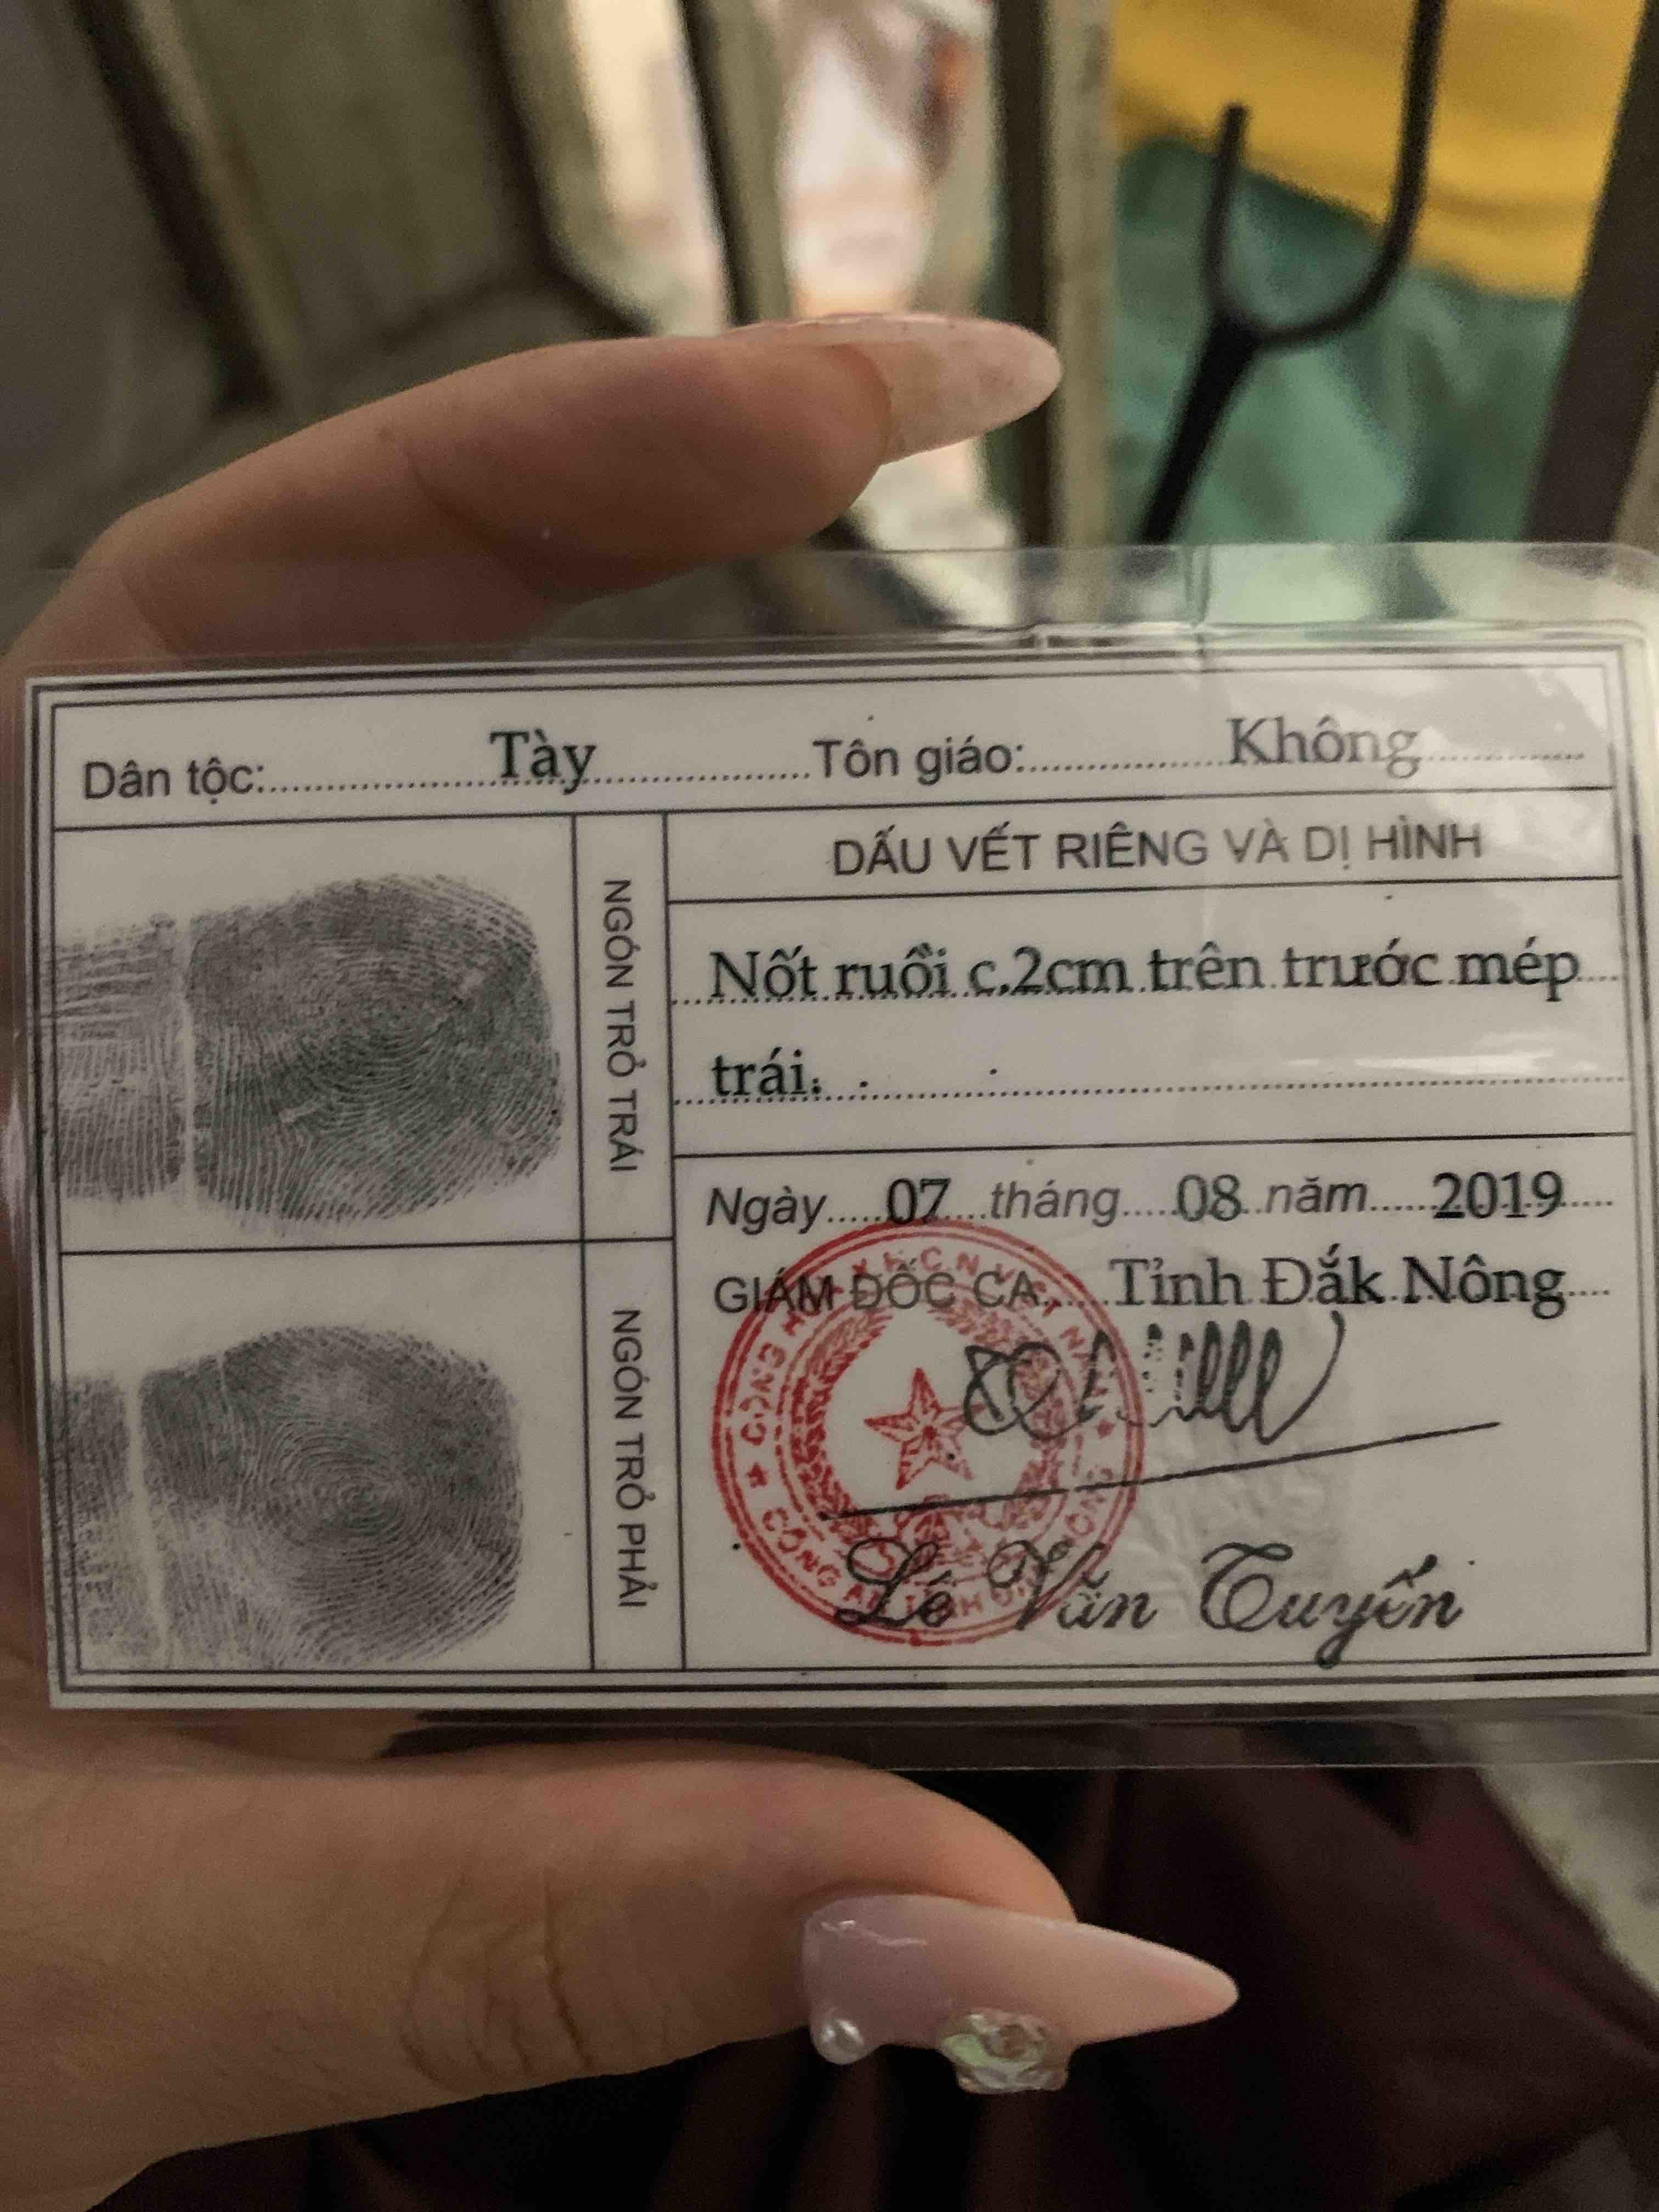 Dân tộc: Tày Tôn giáo: Không
NGÓN TRỎ TRÁI
DẤU VẾT RIÊNG VÀ DỊ HÌNH
Nốt ruồi c.2cm trên trước mép
trái.
Ngày 07 tháng 08 năm 2019
GIÁM ĐỐC CA Tỉnh Đắk Nông
NGÓN TRỎ PHẢI
Lê Văn Tuyến